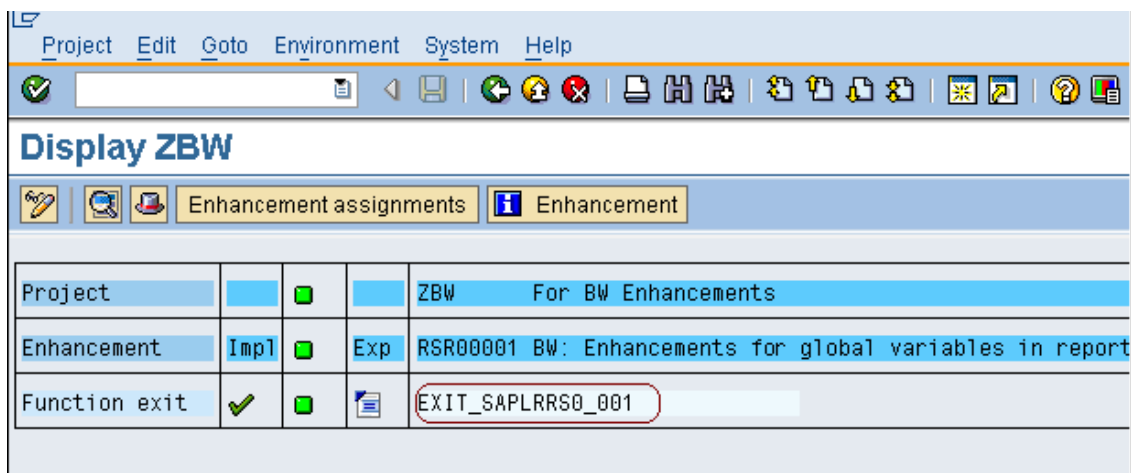 Project Edit Goto Environment System Help
Display ZBW
Enhancement assignments Enhancement
Project ZBW For BW Enhancements
Enhancement Impl Exp RSR00001 BW: Enhancements for global variables in report
Function exit EXIT_SAPLRRS0_001